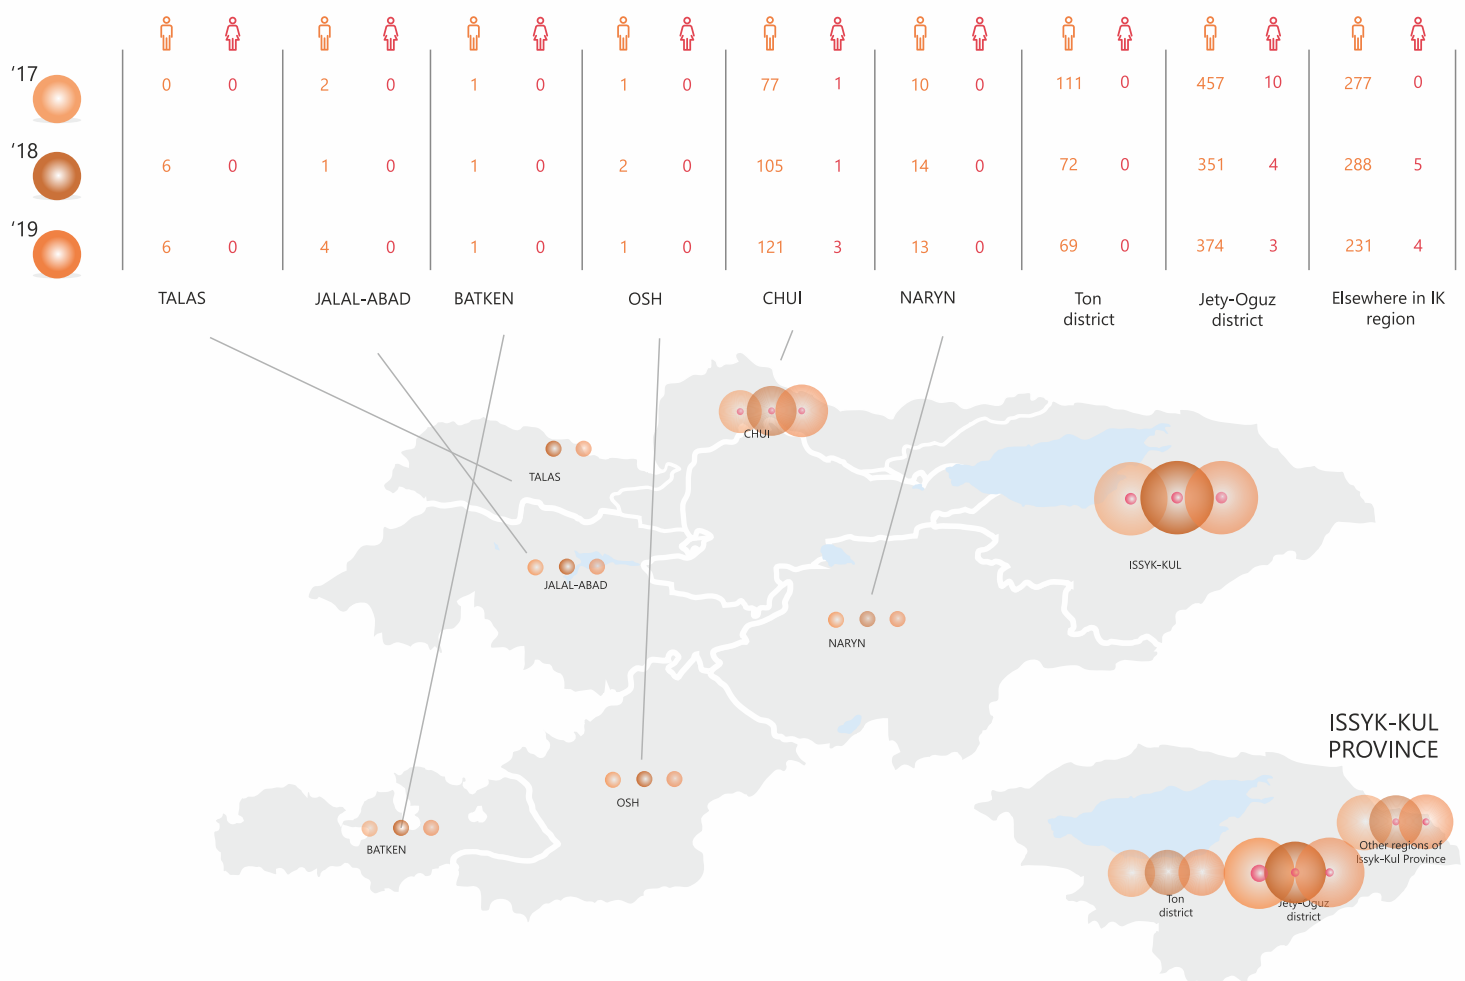 ‘17 0 0 2 0 1 0 1 0 77 1 10 0 111 0 457 10 277 0
‘18 6 0 1 0 1 0 2 0 105 1 14 0 72 0 351 4 288 5
‘19 6 0 4 0 1 0 1 0 121 3 13 0 69 0 374 3 231 4
TALAS JALAL-ABAD BATKEN OSH CHUI NARYN Ton Jety-Oguz Elsewhere in IK
district district region
CHUI
TALAS
ISSYK-KUL
JALAL-ABAD
NARYN
ISSYK-KUL
PROVINCE
OSH
BATKEN
Other regions of
Issyk-Kul Province
Ton
district
Jety-Oguz
district